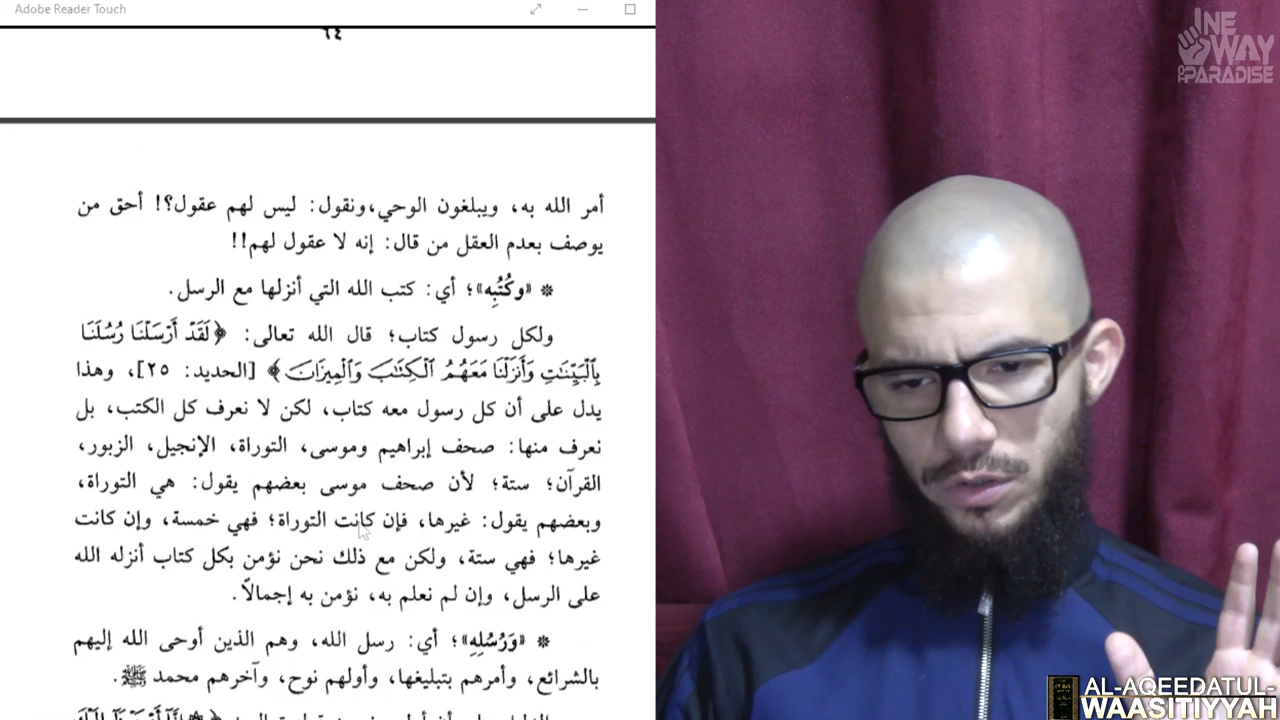 Adobe Reader Touch
٦٤
أمر الله به، ويبلغون الوحي،ونقول: ليس لهم عقول؟! أحق من
يوصف بعدم العقل من قال: إنه لا عقول لهم!!
* «وكُتُبِه»؛ أي: كتب الله التي أنزلها مع الرسل.
ولكل رسول كتاب؛ قال الله تعالى: ﴿لَقَدْ أَرْسَلْنَا رُسُلَنَا
بِالْبَيِّنَاتِ وَأَنزَلْنَا مَعَهُمُ الْكِتَابَ وَالْمِيزَانَ﴾ [الحديد: ٢٥]، وهذا
يدل على أن كل رسول معه كتاب، لكن لا نعرف كل الكتب، بل
نعرف منها: صحف إبراهيم وموسى، التوراة، الإنجيل، الزبور،
القرآن؛ ستة؛ لأن صحف موسى بعضهم يقول: هي التوراة،
وبعضهم يقول: غيرها، فإن كانت التوراة؛ فهي خمسة، وإن كانت
غيرها؛ فهي ستة، ولكن مع ذلك نحن نؤمن بكل كتاب أنزله الله
على الرسل، وإن لم نعلم به، نؤمن به إجمالاً.
* «وَرُسُلِهِ»؛ أي: رسل الله، وهم الذين أوحى الله إليهم
بالشرائع، وأمرهم بتبليغها، وأولهم نوح، وآخرهم محمد ﷺ.
ONE
WAY
TO PARADISE
AL-AQEEDATUL-
WAASITIYYAH